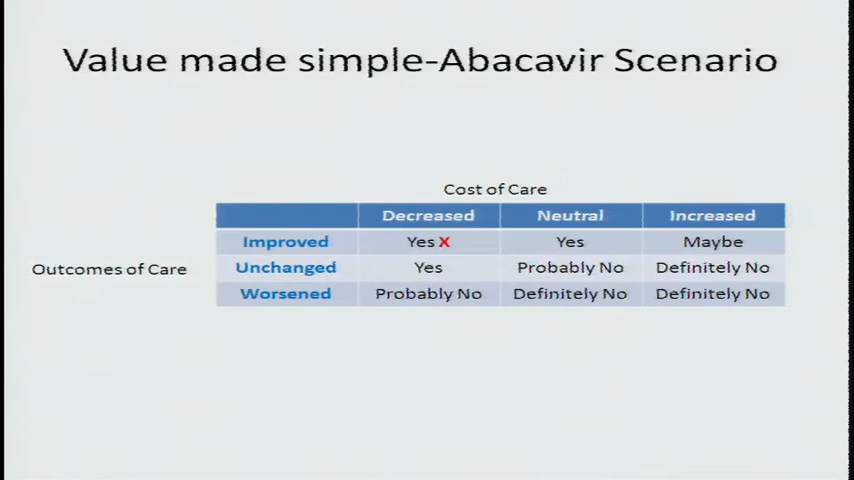 Value made simple-Abacavir Scenario
Cost of Care
Decreased Neutral Increased
Improved Yes X Yes Maybe
Outcomes of Care
Unchanged Yes Probably No Definitely No
Worsened Probably No Definitely No Definitely No